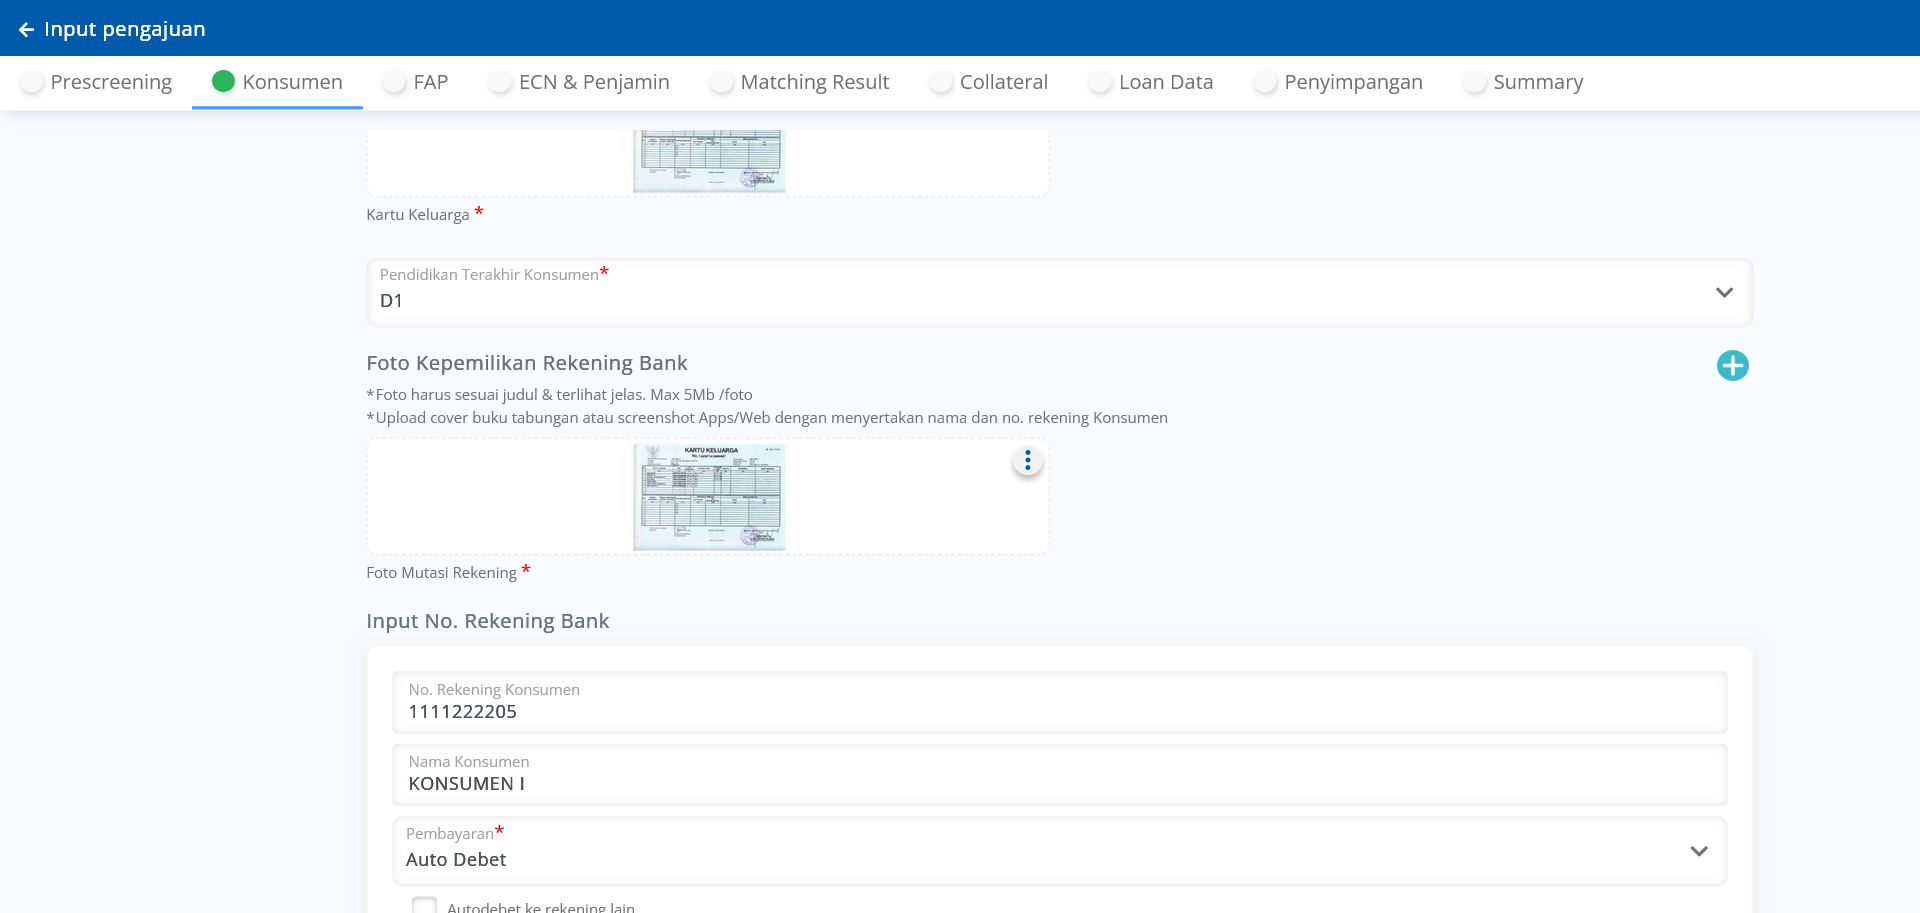 Input pengajuan
Prescreening Konsumen FAP ECN & Penjamin Matching Result Collateral Loan Data Penyimpangan Summary
Kartu Keluarga *
Pendidikan Terakhir Konsumen*
D1
Foto Kepemilikan Rekening Bank
*Foto harus sesuai judul & terlihat jelas. Max 5Mb /foto
*Upload cover buku tabungan atau screenshot Apps/Web dengan menyertakan nama dan no. rekening Konsumen
KARTU KELUARGA
Foto Mutasi Rekening *
Input No. Rekening Bank
No. Rekening Konsumen
1111222205
Nama Konsumen
KONSUMEN I
Pembayaran*
Auto Debet
Autodebet ke rekening lain